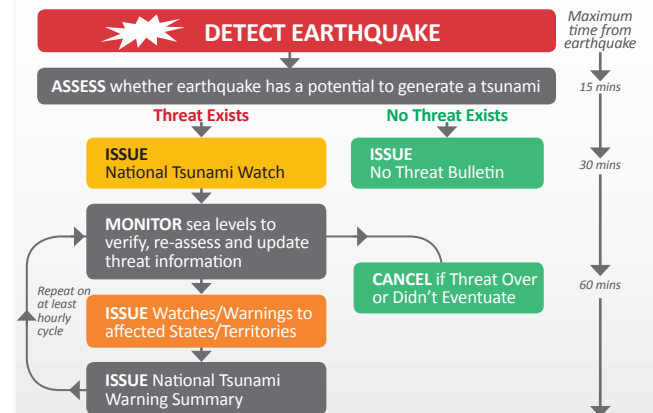 DETECT EARTHQUAKE
Maximum
time from
earthquake
ASSESS whether earthquake has a potential to generate a tsunami
15 mins
Threat Exists
No Threat Exists
ISSUE
National Tsunami Watch
ISSUE
No Threat Bulletin
30 mins
MONITOR sea levels to
verify, re-assess and update
threat information
CANCEL if Threat Over
or Didn't Eventuate
60 mins
Repeat on
at least
hourly
cycle
ISSUE Watches/Warnings to
affected States/Territories
ISSUE National Tsunami
Warning Summary